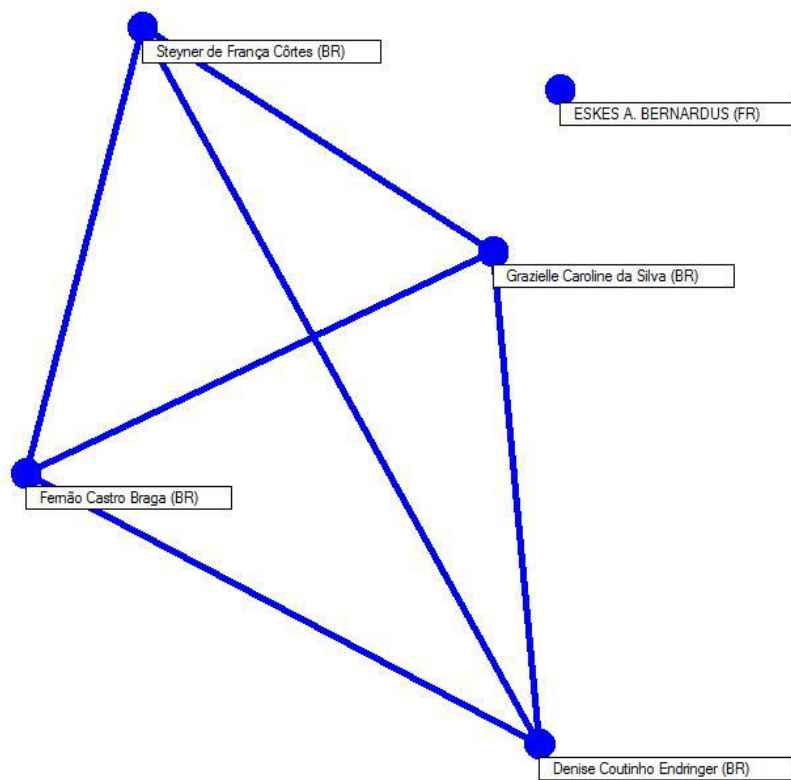 Steyner de França Côrtes (BR)
ESKES A. BERNARDUS (FR)
Grazielle Caroline da Silva (BR)
Fernão Castro Braga (BR)
Denise Coutinho Endringer (BR)